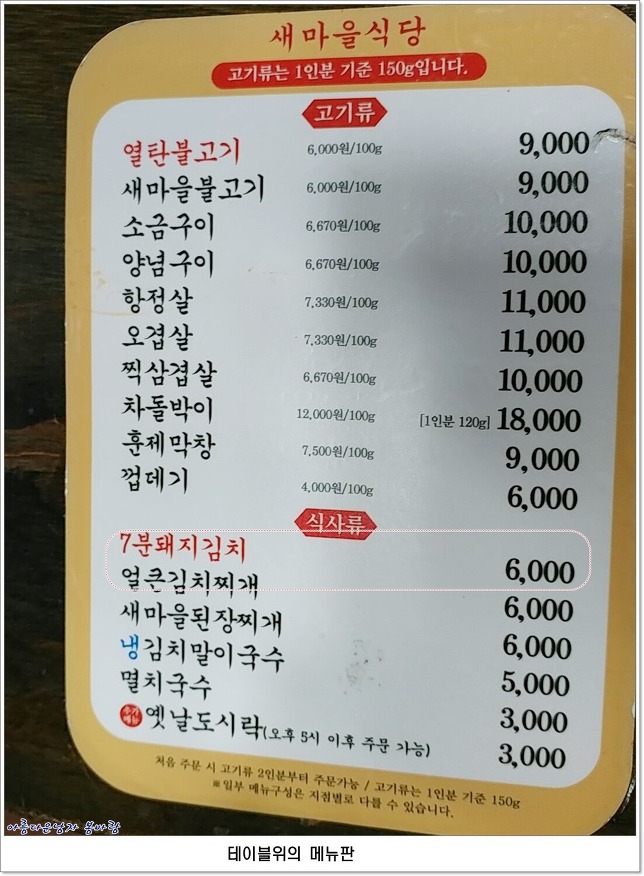 새마을식당
고기류는 1인분 기준 150g입니다.
고기류
열탄불고기 6,000원/100g 9,000
새마을불고기 6,000원/100g 9,000
소금구이 6,670원/100g 10,000
양념구이 6,670원/100g 10,000
항정살 7,330원/100g 11,000
오겹살 7,330원/100g 11,000
찍삼겹살 6,670원/100g 10,000
차돌박이 12,000원/100g [1인분 120g] 18,000
훈제막창 7,500원/100g 9,000
껍데기 4,000원/100g 6,000
식사류
7분돼지김치 6,000
얼큰김치찌개 6,000
새마을된장찌개 6,000
냉김치말이국수 5,000
멸치국수 3,000
추가메뉴 옛날도시락(오후 5시 이후 주문 가능) 3,000
처음 주문 시 고기류 2인분부터 주문가능 / 고기류는 1인분 기준 150g
※일부 메뉴구성은 지점별로 다를 수 있습니다.
아름다운남자 봄바람
테이블위의 메뉴판